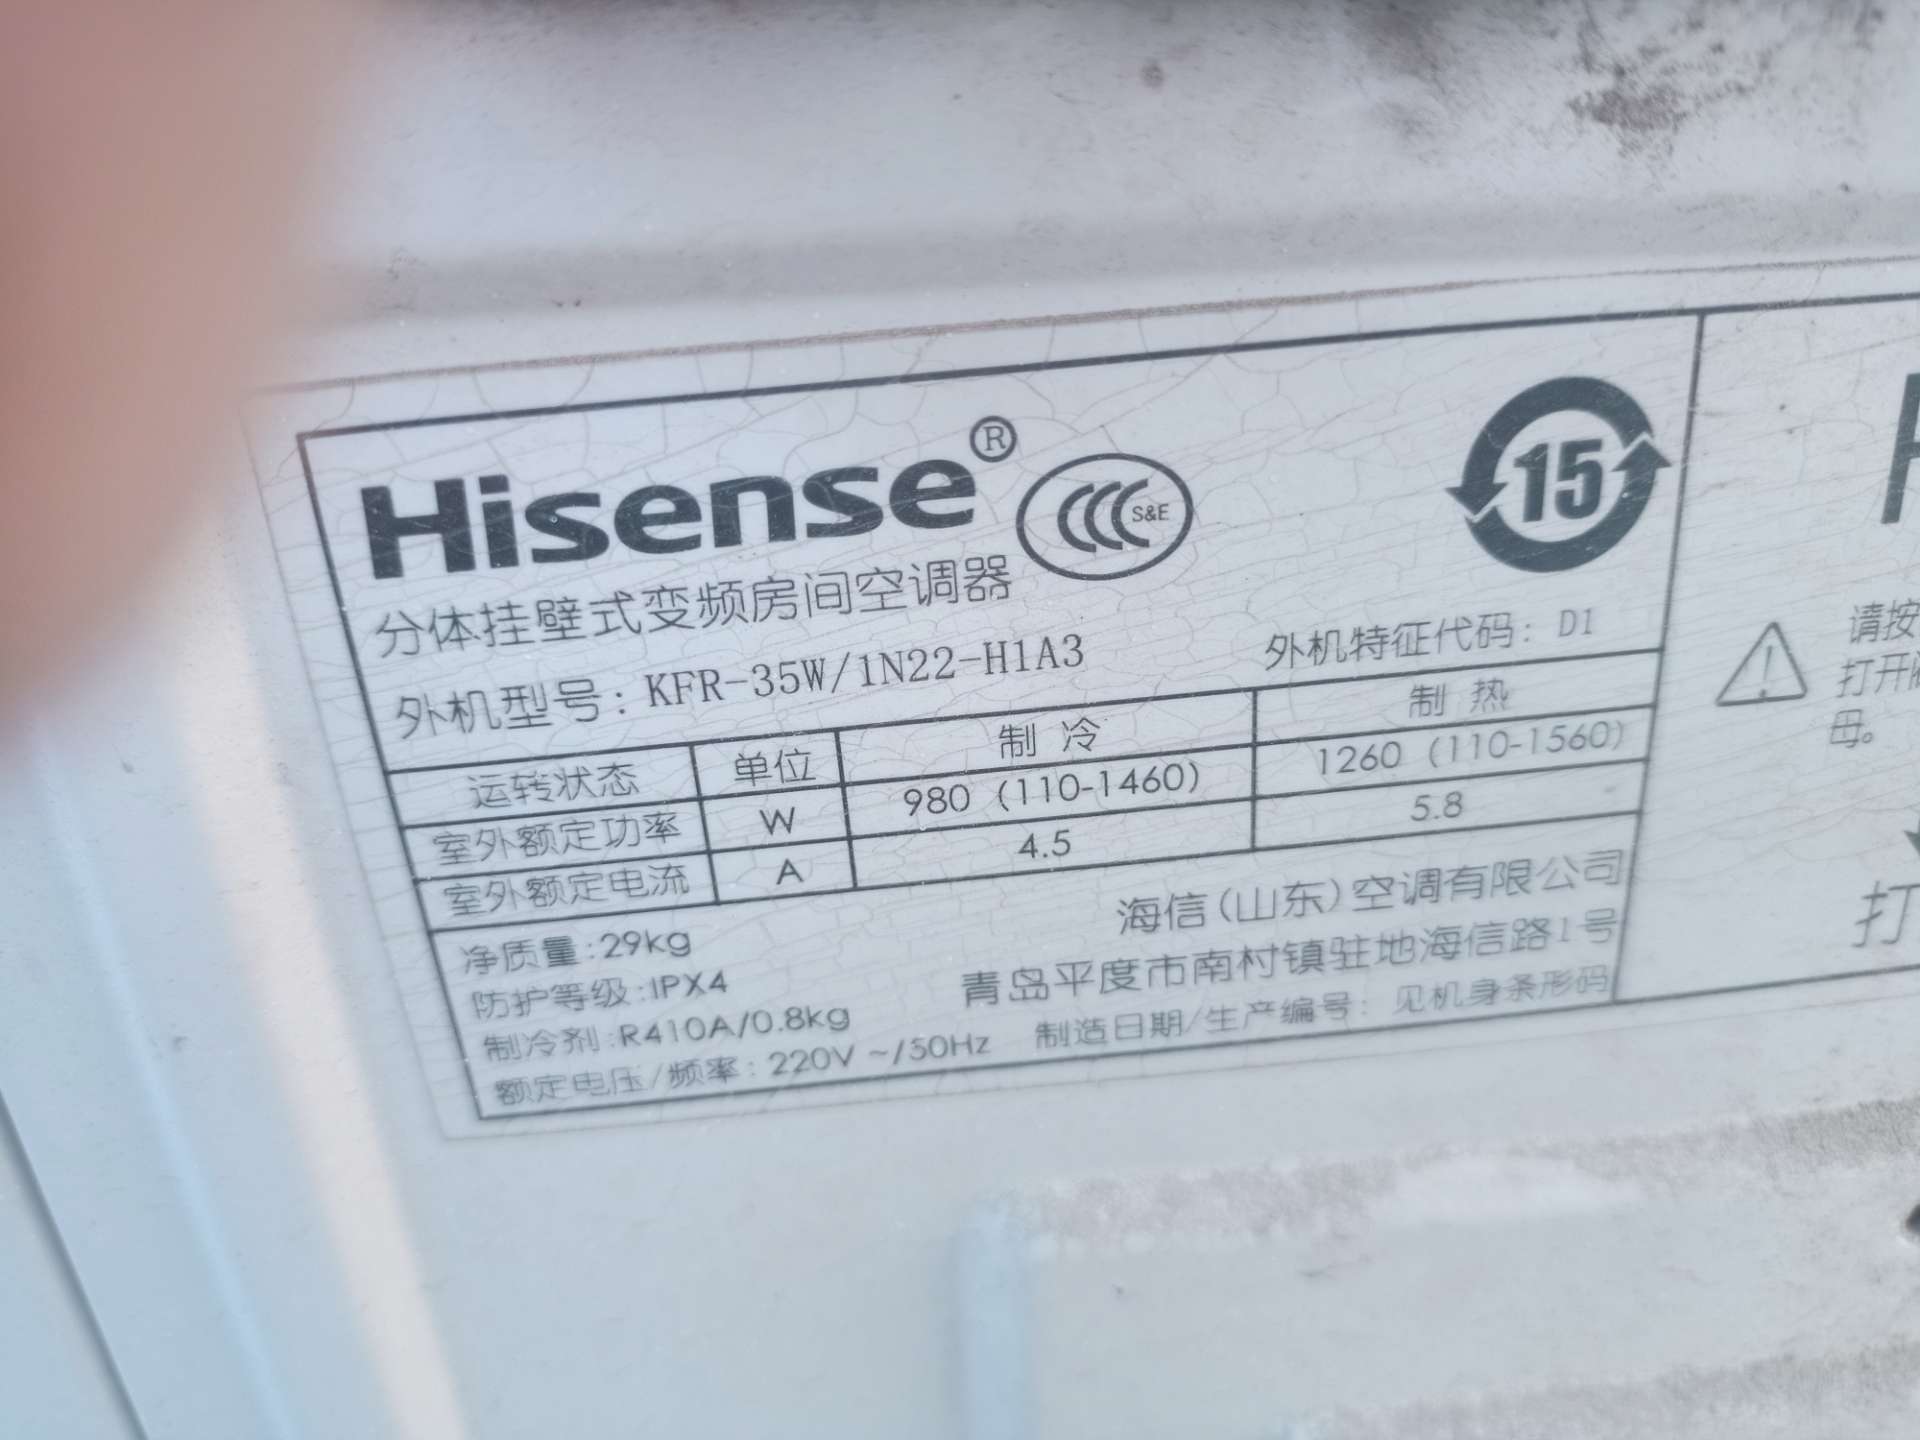 Hisense®
CCC S&E
15
分体挂壁式变频房间空调器
外机型号：KFR-35W/1N22-H1A3 外机特征代码：D1
运转状态 单位 制 冷 制 热
室外额定功率 W 980（110-1460） 1260（110-1560）
室外额定电流 A 4.5 5.8
净质量:29kg
防护等级:IPX4
制冷剂:R410A/0.8kg
额定电压/频率：220V ~/50Hz
海信(山东)空调有限公司
青岛平度市南村镇驻地海信路1号
制造日期/生产编号：见机身条形码
请按
打开
母。
打